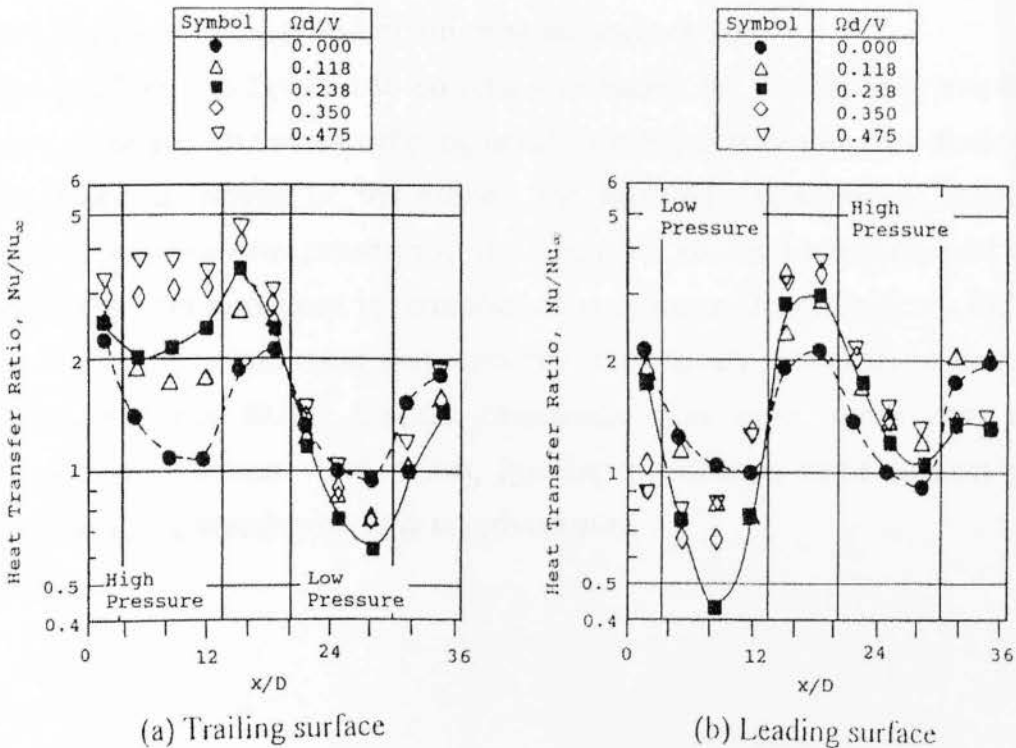 Symbol Ωd/V
● 0.000
△ 0.118
■ 0.238
◇ 0.350
▽ 0.475
Heat Transfer Ratio, Nu/Nu∞
6
5
2
1
0.5
0.4
High
Pressure
Low
Pressure
0 12 24 36
x/D
(a) Trailing surface
Symbol Ωd/V
● 0.000
△ 0.118
■ 0.238
◇ 0.350
▽ 0.475
Heat Transfer Ratio, Nu/Nu∞
6
5
2
1
0.5
0.4
Low
Pressure
High
Pressure
0 12 24 36
x/D
(b) Leading surface